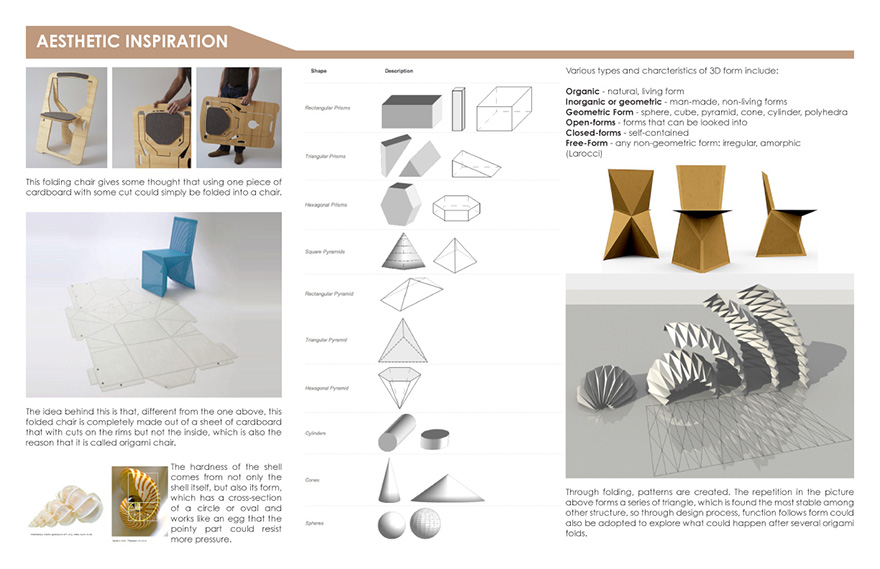 AESTHETIC INSPIRATION
This folding chair gives some thought that using one piece of
cardboard with some cut could simply be folded into a chair.
The idea behind this is that, different from the one above, this
folded chair is completely made out of a sheet of cardboard
that with cuts on the rims but not the inside, which is also the
reason that it is called origami chair.
The hardness of the shell
comes from not only the
shell itself, but also its form,
which has a cross-section
of a circle or oval and
works like an egg that the
pointy part could resist
more pressure.
Shape Description
Rectangular Prisms
Triangular Prisms
Hexagonal Prisms
Square Pyramids
Rectangular Pyramid
Triangular Pyramid
Hexagonal Pyramid
Cylinders
Cones
Spheres
Various types and charcteristics of 3D form include:
Organic - natural, living form
Inorganic or geometric - man-made, non-living forms
Geometric Form - sphere, cube, pyramid, cone, cylinder, polyhedra
Open-forms - forms that can be looked into
Closed-forms - self-contained
Free-Form - any non-geometric form: irregular, amorphic
(Larocci)
Through folding, patterns are created. The repetition in the picture
above forms a series of triangle, which is found the most stable among
other structure, so through design process, function follows form could
also be adopted to explore what could happen after several origami
folds.